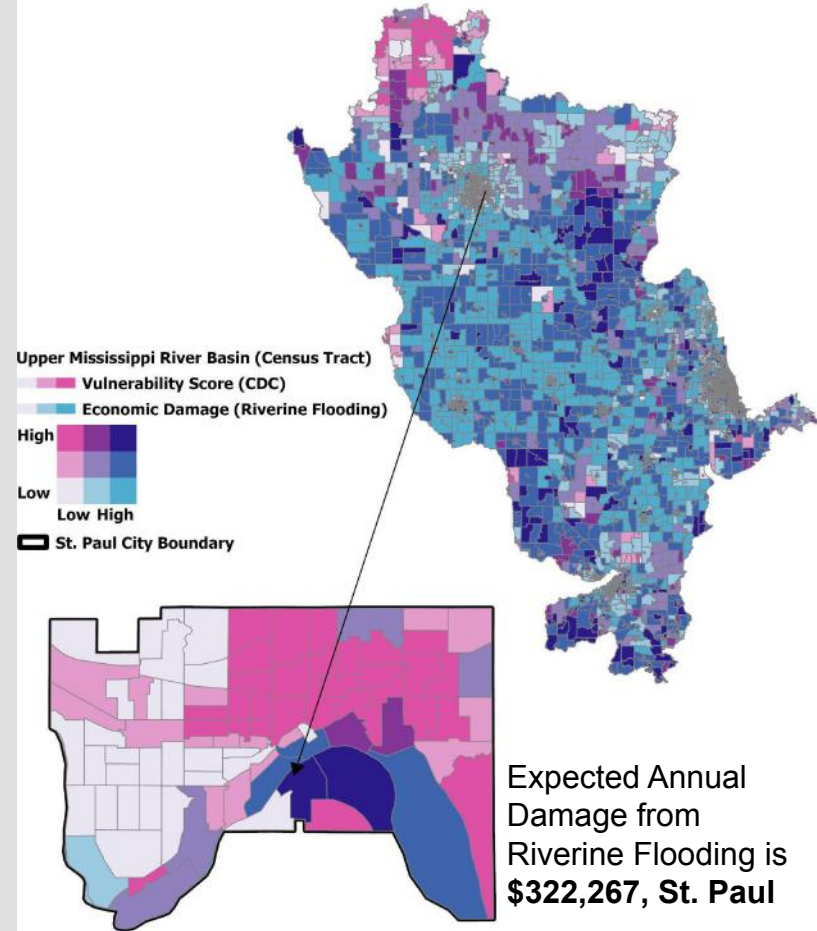 Upper Mississippi River Basin (Census Tract)
Vulnerability Score (CDC)
Economic Damage (Riverine Flooding)
High
Low
Low High
St. Paul City Boundary
Expected Annual
Damage from
Riverine Flooding is
$322,267, St. Paul